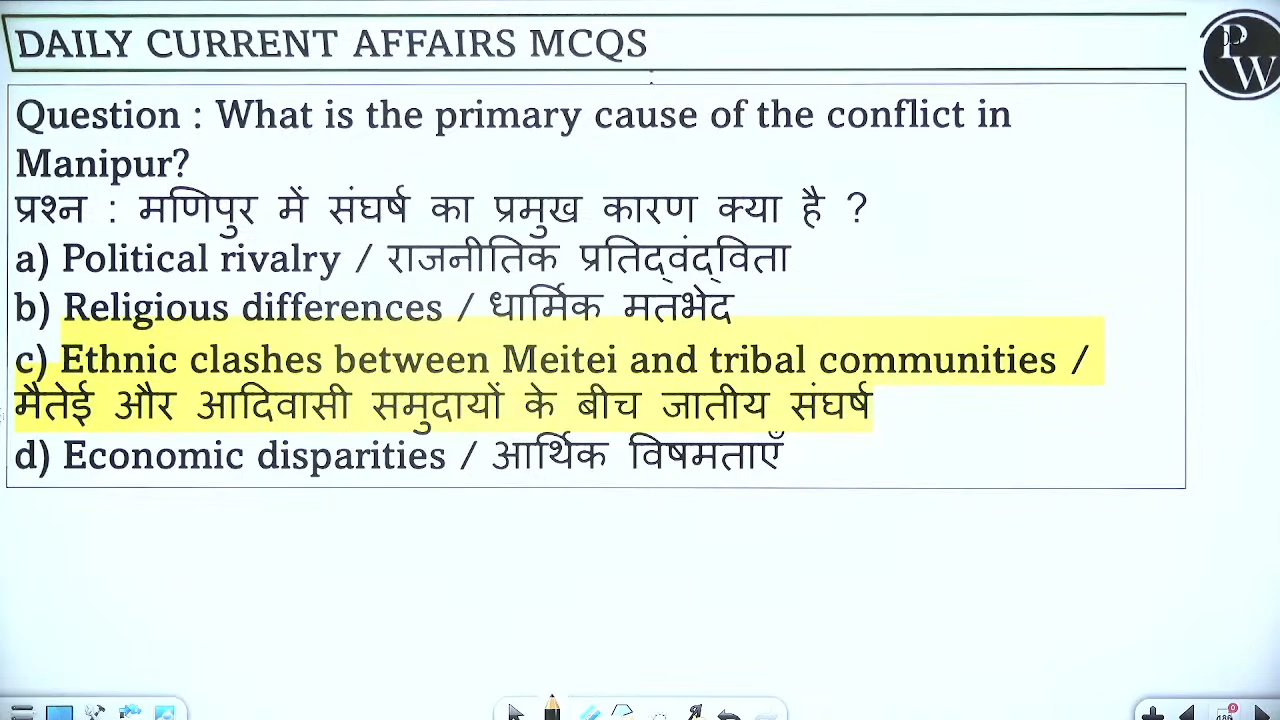 DAILY CURRENT AFFAIRS MCQS
PW
Question : What is the primary cause of the conflict in
Manipur?
प्रश्न : मणिपुर में संघर्ष का प्रमुख कारण क्या है ?
a) Political rivalry / राजनीतिक प्रतिद्वंद्विता
b) Religious differences / धार्मिक मतभेद
c) Ethnic clashes between Meitei and tribal communities /
मैतेई और आदिवासी समुदायों के बीच जातीय संघर्ष
d) Economic disparities / आर्थिक विषमताएँ